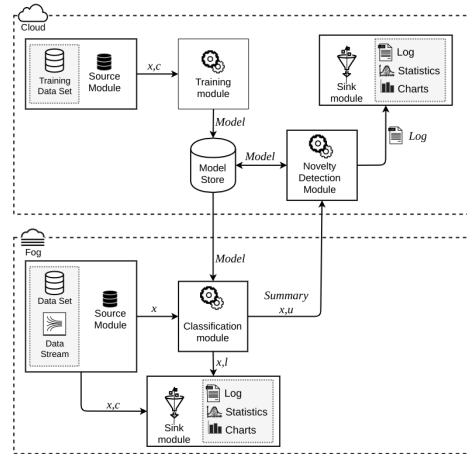 Cloud
Training
Data Set
Source
Module
x,c
Training
module
Sink
module
Log
Statistics
Charts
Model
Log
Model
Store
Model
Novelty
Detection
Module
Fog
Model
Data Set
Data
Stream
Source
Module
x
Classification
module
Summary
x,u
x,l
x,c
Sink
module
Log
Statistics
Charts